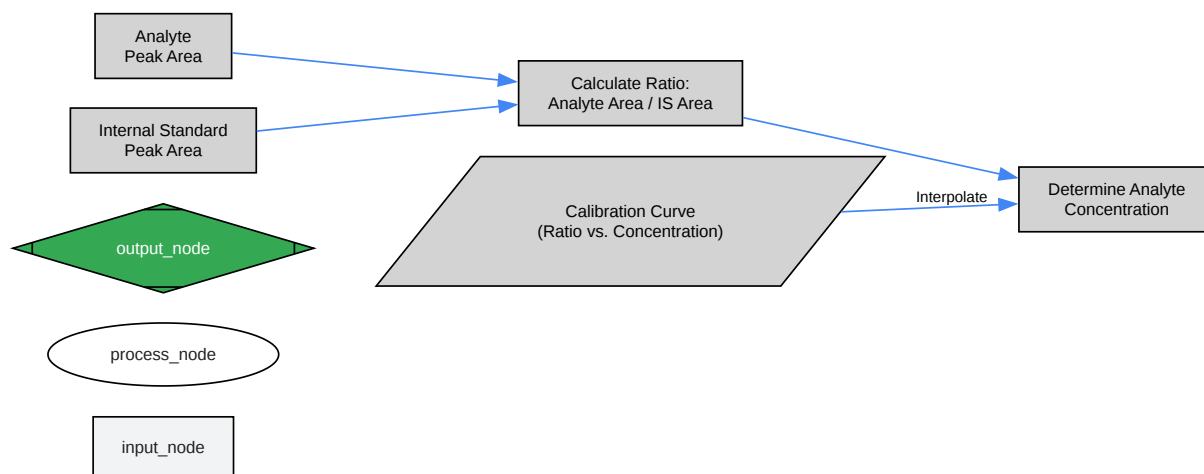 Analyte
Peak Area
Internal Standard
Peak Area
Calculate Ratio:
Analyte Area / IS Area
Calibration Curve
(Ratio vs. Concentration)
Interpolate
Determine Analyte
Concentration
output_node
process_node
input_node